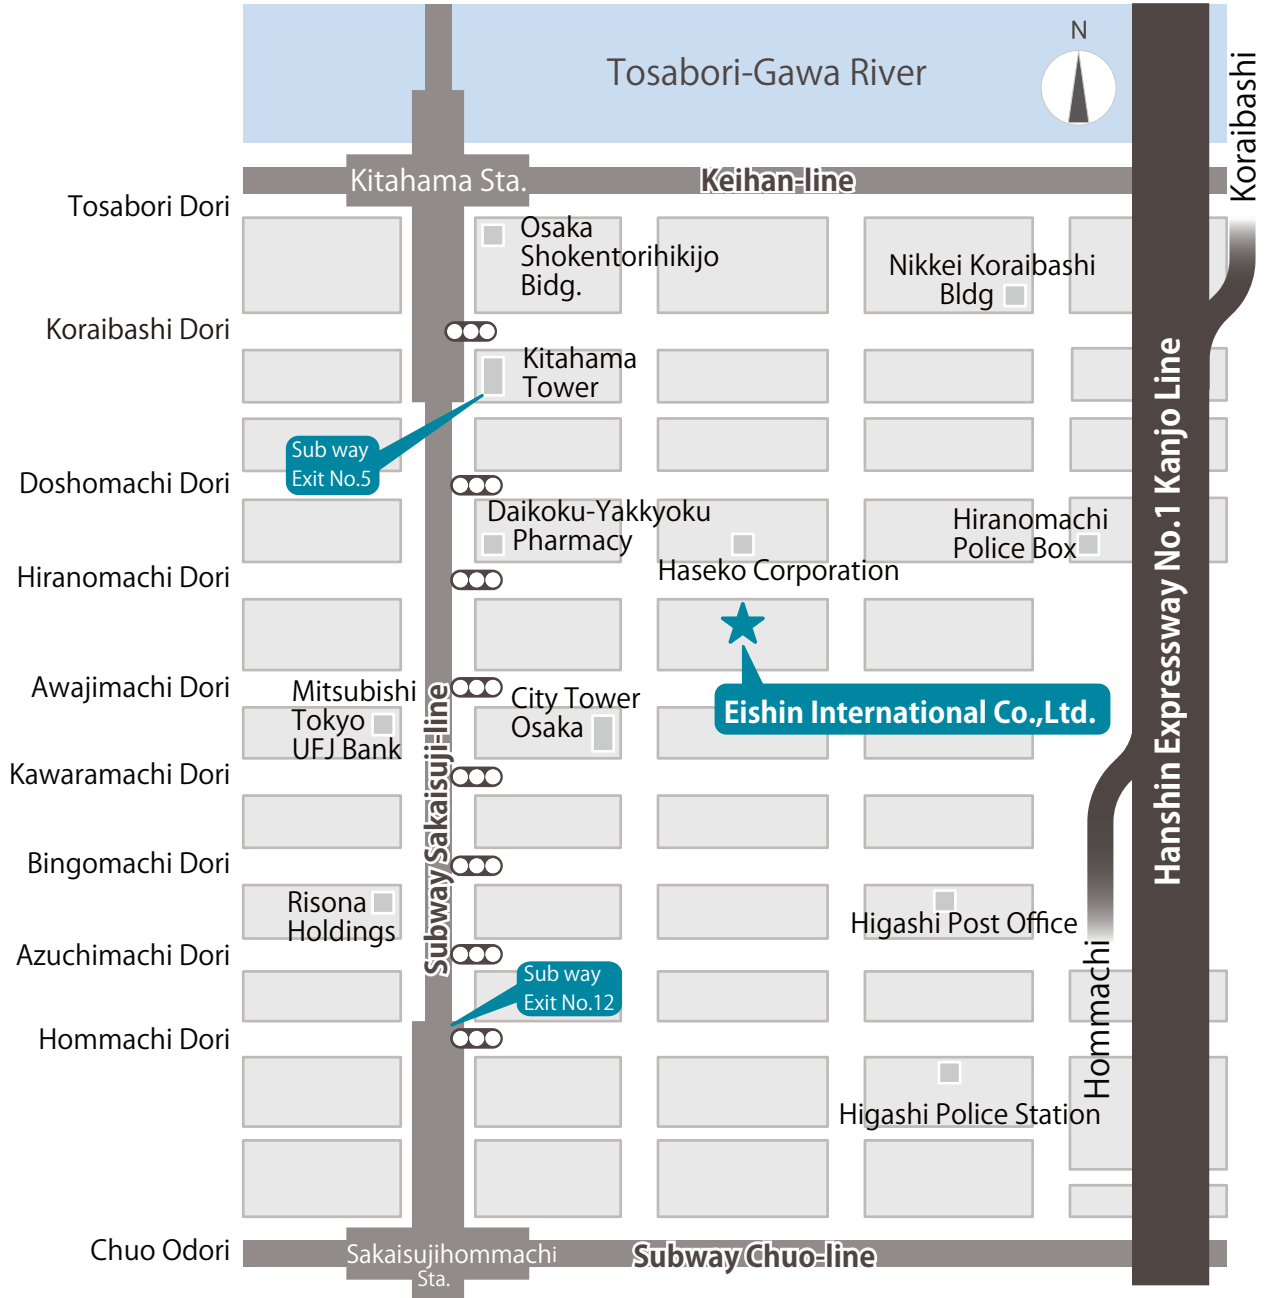 N
Tosabori-Gawa River
Koraibashi
Kitahama Sta.
Keihan-line
Tosabori Dori
Osaka
Shokentorihikijo
Bidg.
Nikkei Koraibashi
Bldg
Koraibashi Dori
Kitahama
Tower
Sub way
Exit No.5
Doshomachi Dori
Daikoku-Yakkyoku
Pharmacy
Hiranomachi
Police Box
Haseko Corporation
Hiranomachi Dori
Hanshin Expressway No.1 Kanjo Line
Awajimachi Dori
Mitsubishi
Tokyo
UFJ Bank
Subway Sakaisuji-line
City Tower
Osaka
Eishin International Co.,Ltd.
Kawaramachi Dori
Bingomachi Dori
Risona
Holdings
Higashi Post Office
Azuchimachi Dori
Sub way
Exit No.12
Hommachi
Hommachi Dori
Higashi Police Station
Chuo Odori
Sakaisujihommachi
Sta.
Subway Chuo-line